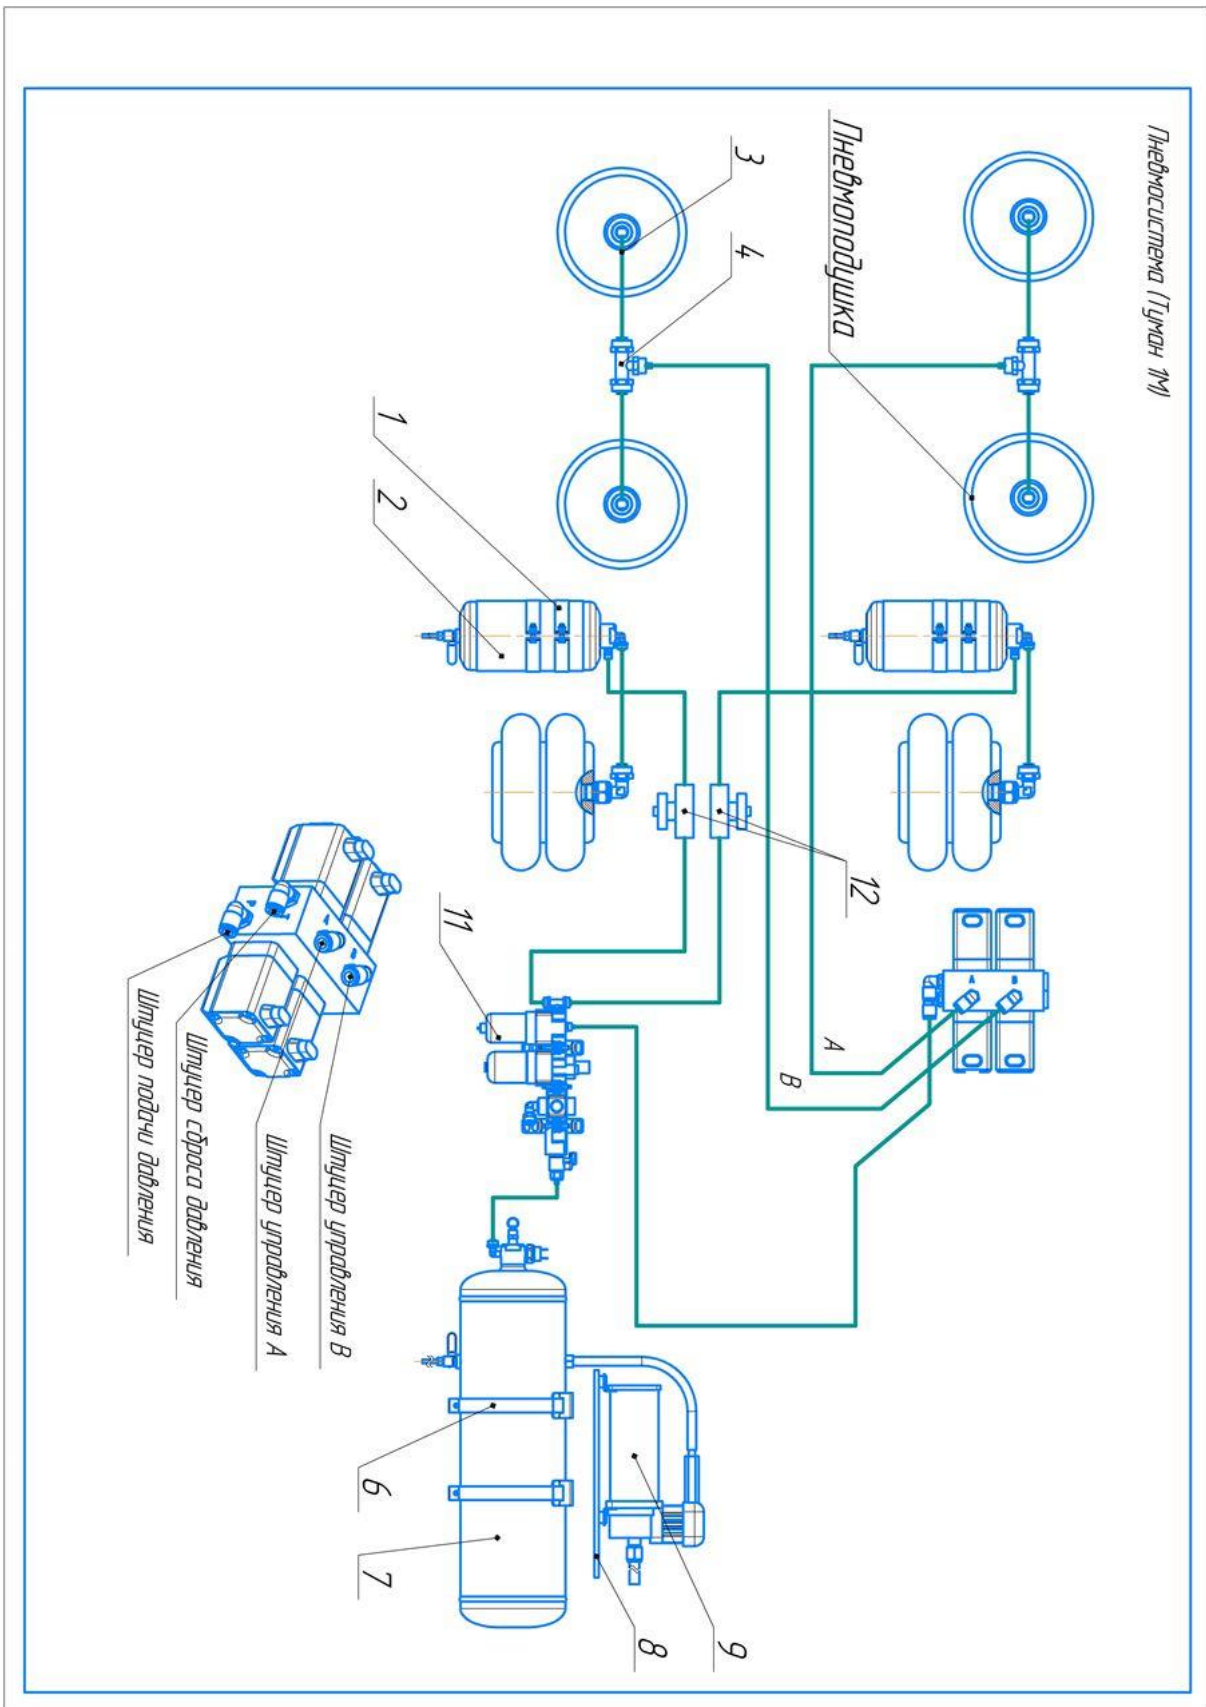 Пневмосистема (Туман 1М)
Пневмоподушка
3
4
1
2
12
A
B
A
B
11
A
B
Штуцер управления В
Штуцер управления А
Штуцер сброса давления
Штуцер подачи давления
6
7
8
9